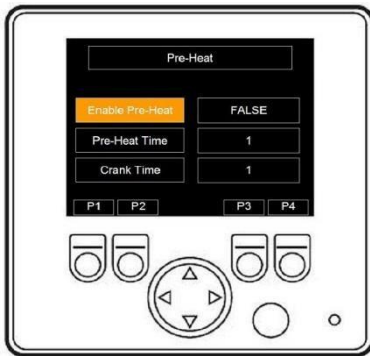 Pre-Heat
Enable Pre-Heat FALSE
Pre-Heat Time 1
Crank Time 1
P1 P2 P3 P4